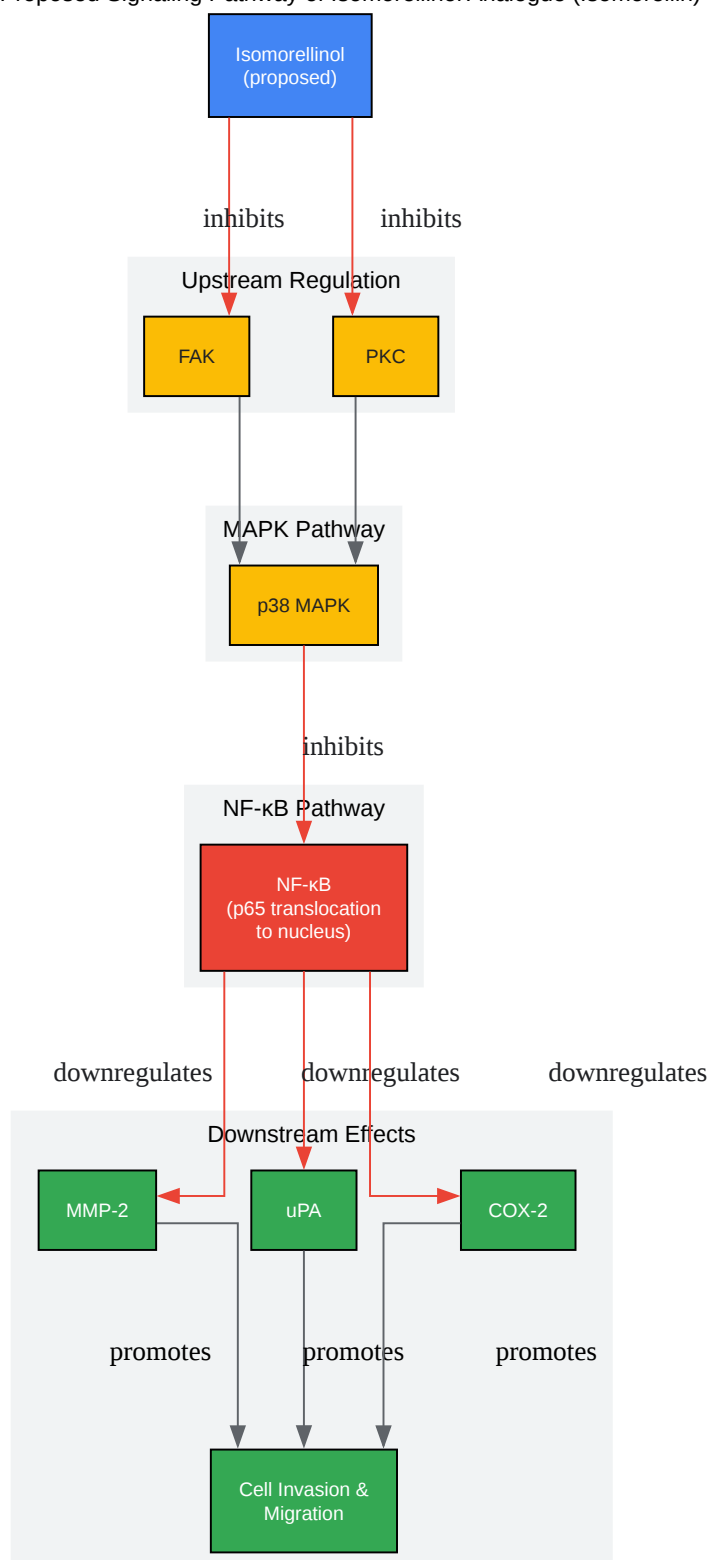 Proposed Signaling Pathway of Isomorellinol Analogue (Isomorellin)
Isomorellinol
(proposed)
inhibits
inhibits
Upstream Regulation
FAK
PKC
MAPK Pathway
p38 MAPK
inhibits
NF-κB Pathway
NF-κB
(p65 translocation
to nucleus)
downregulates
downregulates
downregulates
Downstream Effects
MMP-2
uPA
COX-2
promotes
promotes
promotes
Cell Invasion &
Migration